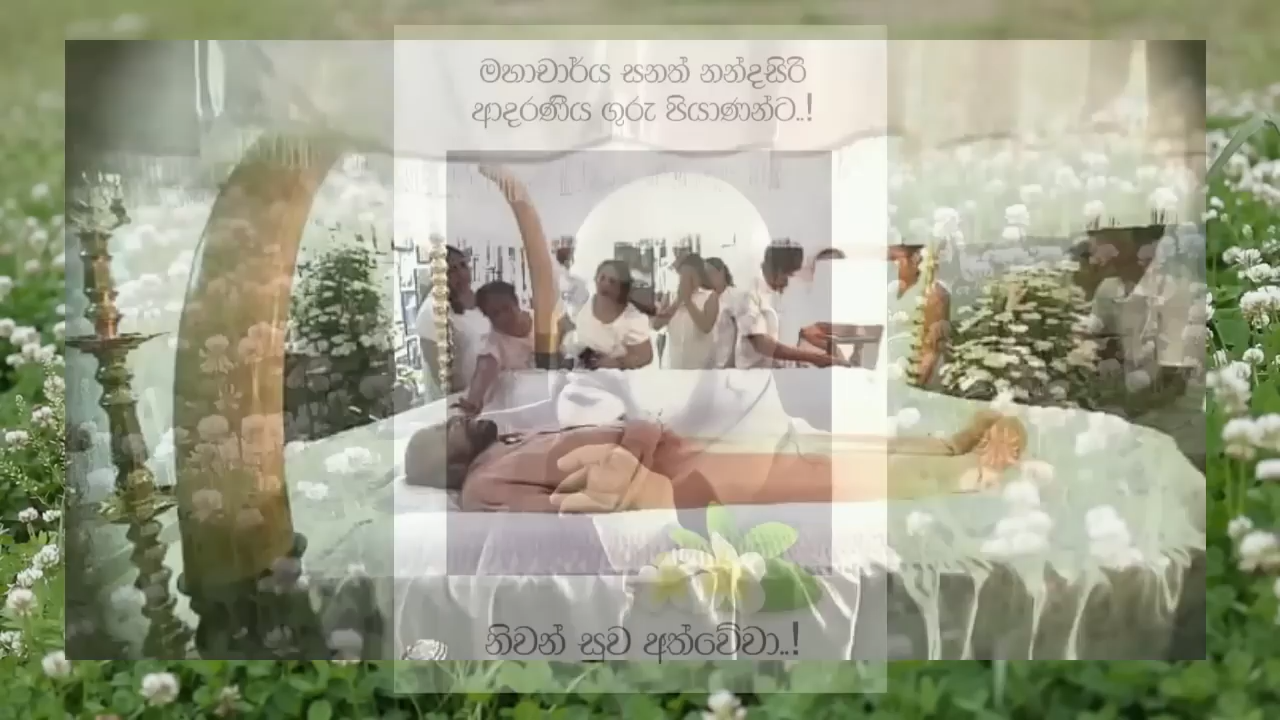 මහාචාර්ය සනත් නන්දසිරි
ආදරණීය ගුරු පියාණන්ට..!
නිවන් සුව අත්වේවා..!